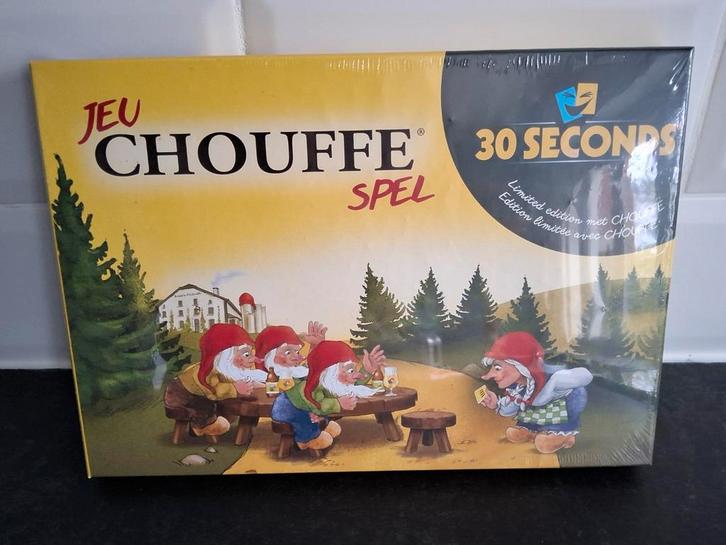 JEU
CHOUFFE®
SPEL
30 SECONDS
Limited edition met CHOUFFE
Edition limitée avec CHOUFFE